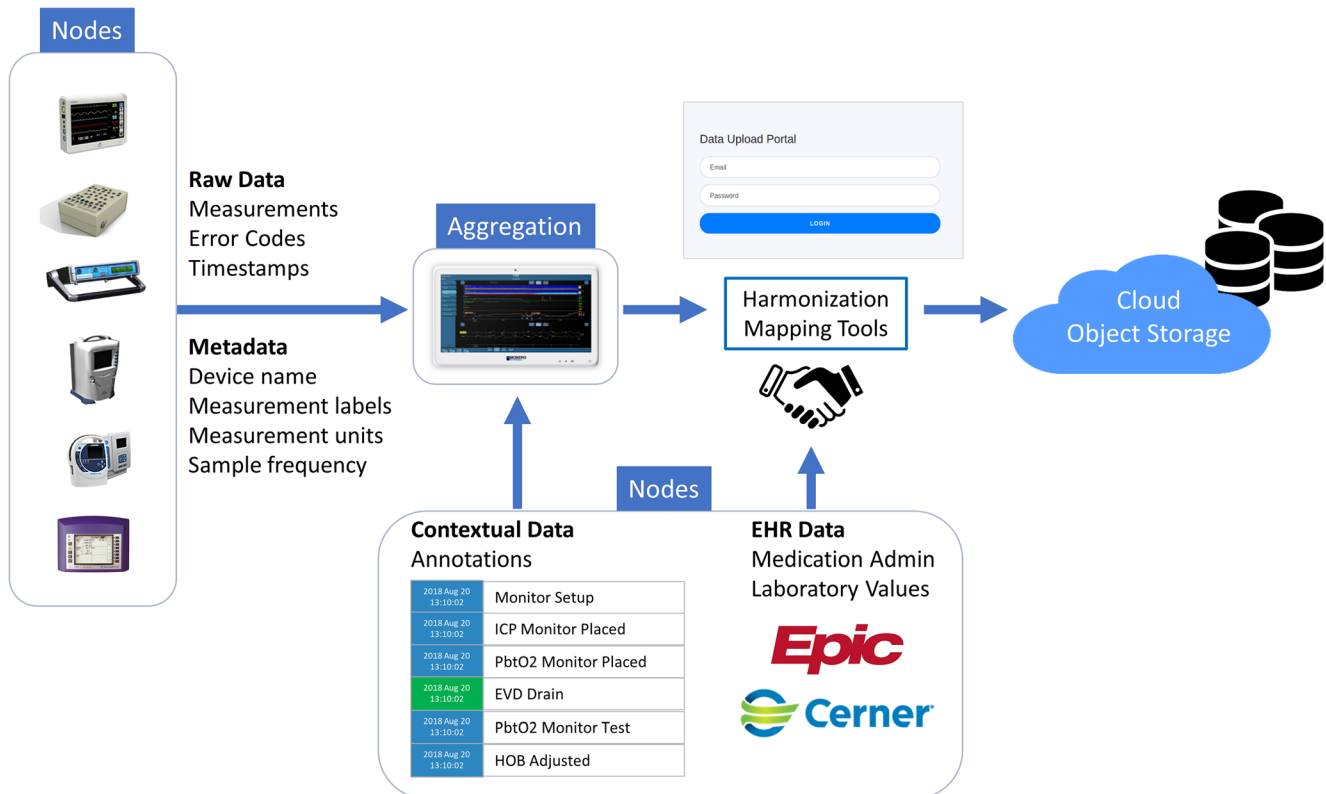 Nodes
Raw Data
Measurements
Error Codes
Timestamps
Metadata
Device name
Measurement labels
Measurement units
Sample frequency
Aggregation
Data Upload Portal
Email
Password
LOGIN
Harmonization
Mapping Tools
Cloud
Object Storage
Nodes
Contextual Data
Annotations
2018 Aug 20
13:10:02
Monitor Setup
2018 Aug 20
13:10:02
ICP Monitor Placed
2018 Aug 20
13:10:02
PbtO2 Monitor Placed
2018 Aug 20
13:10:02
EVD Drain
2018 Aug 20
13:10:02
PbtO2 Monitor Test
2018 Aug 20
13:10:02
HOB Adjusted
EHR Data
Medication Admin
Laboratory Values
Epic
Cerner